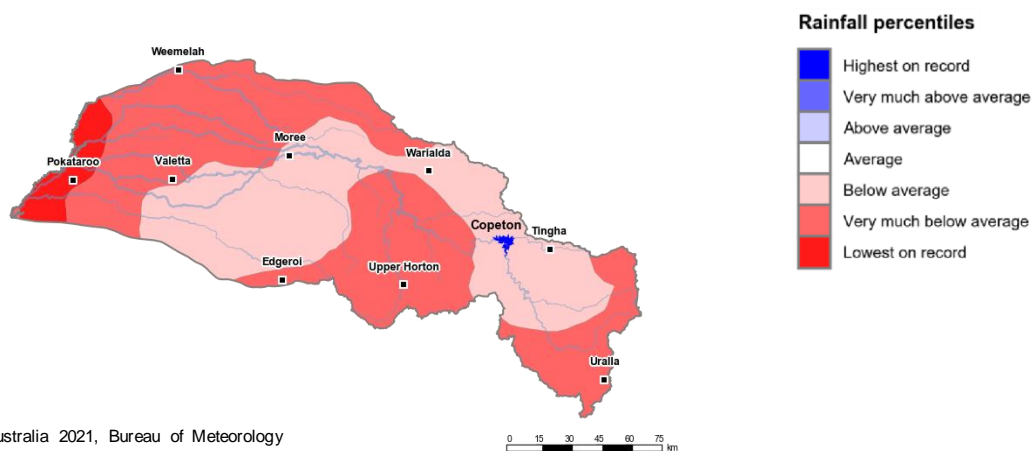 Rainfall percentiles
Highest on record
Very much above average
Above average
Average
Below average
Very much below average
Lowest on record
Weemelah
Moree
Warialda
Pokataroo
Valetta
Copeton
Tingha
Edgeroi
Upper Horton
Uralla
ustralia 2021, Bureau of Meteorology
0 15 30 45 60 75
km